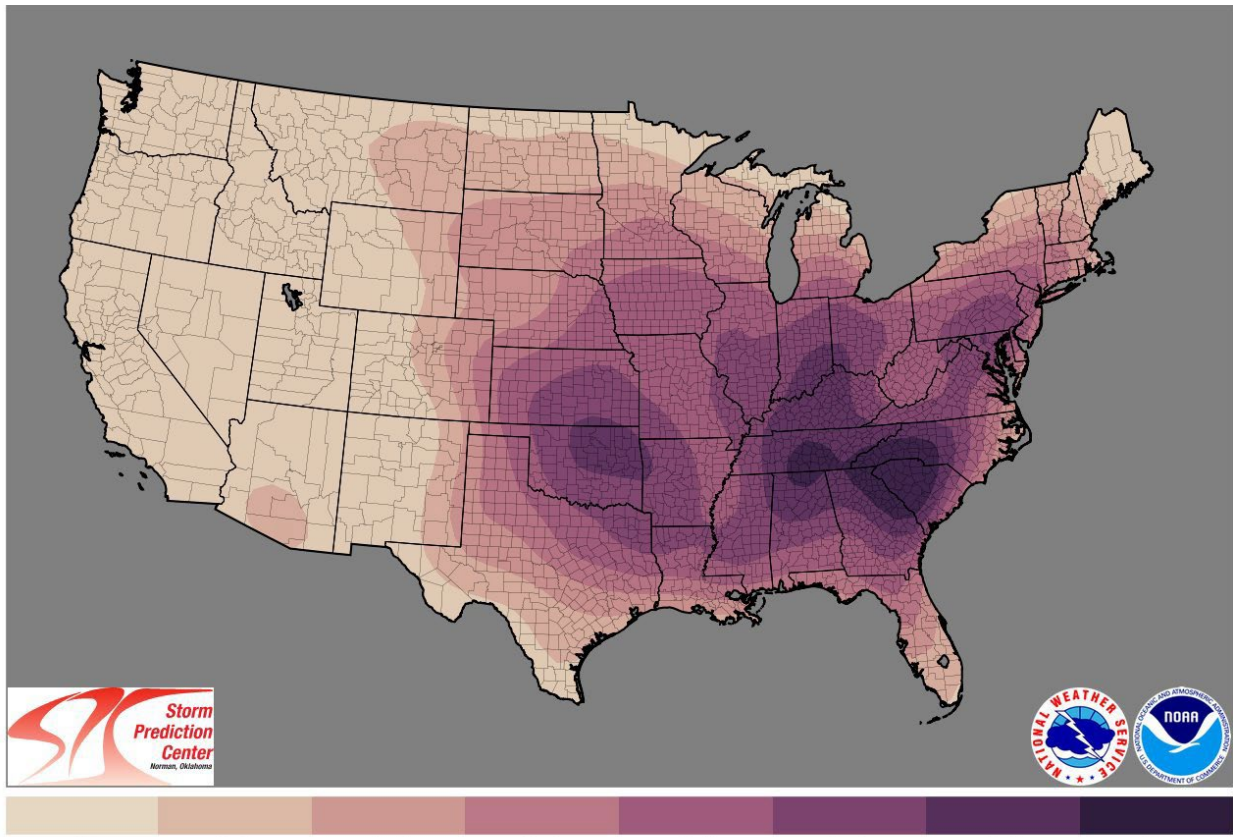 Storm
Prediction
Center
Norman, Oklahoma
NATIONAL WEATHER SERVICE
NATIONAL OCEANIC AND ATMOSPHERIC ADMINISTRATION
NOAA
U.S. DEPARTMENT OF COMMERCE